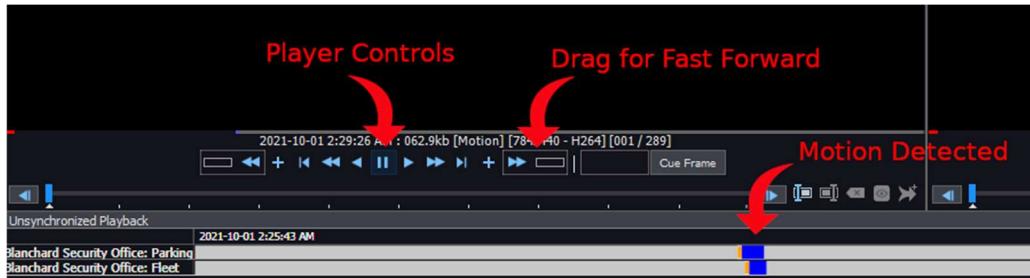 Player Controls
Drag for Fast Forward
2021-10-01 2:29:26 AM : 062.9kb [Motion] [ - H264] [001 / 289]
Cue Frame
Motion Detected
Unsynchronized Playback
2021-10-01 2:25:43 AM
Blanchard Security Office: Parking
Blanchard Security Office: Fleet